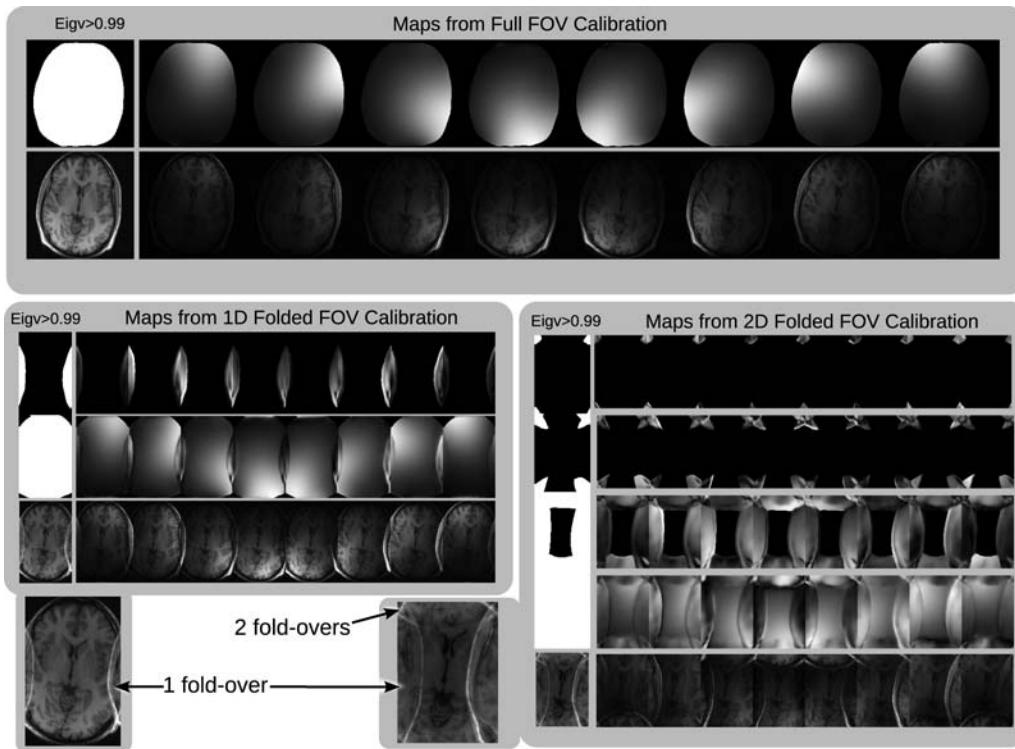 Eigv>0.99
Maps from Full FOV Calibration
Eigv>0.99
Maps from 1D Folded FOV Calibration
Eigv>0.99
Maps from 2D Folded FOV Calibration
2 fold-overs
1 fold-over